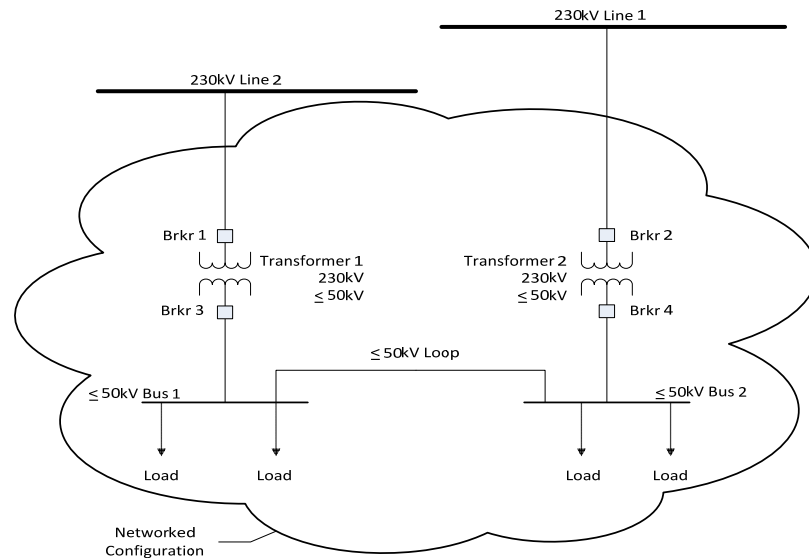 230kV Line 1
230kV Line 2
Brkr 1
Transformer 1
230kV
≤ 50kV
Brkr 3
Transformer 2
230kV
≤ 50kV
Brkr 2
Brkr 4
≤ 50kV Loop
≤ 50kV Bus 1
≤ 50kV Bus 2
Load
Load
Load
Load
Networked
Configuration